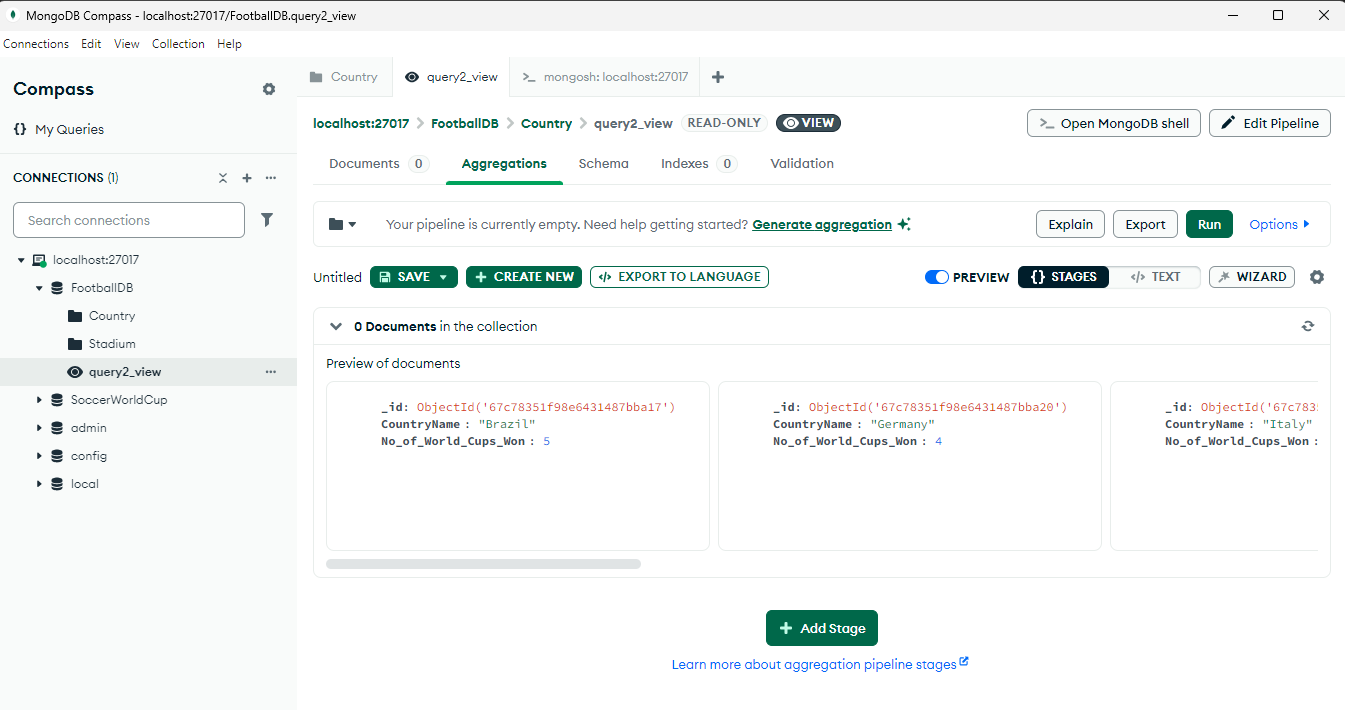 MongoDB Compass - localhost:27017/FootballDB.query2_view
Connections Edit View Collection Help
Compass
My Queries
CONNECTIONS (1)
Search connections
localhost:27017
FootballDB
Country
Stadium
query2_view
SoccerWorldCup
admin
config
local
Country query2_view >_ mongosh: localhost:27017 +
localhost:27017 > FootballDB > Country > query2_view READ-ONLY VIEW
>_ Open MongoDB shell Edit Pipeline
Documents 0 Aggregations Schema Indexes 0 Validation
Your pipeline is currently empty. Need help getting started? Generate aggregation
Explain Export Run Options
Untitled SAVE + CREATE NEW </> EXPORT TO LANGUAGE
PREVIEW {} STAGES </> TEXT WIZARD
0 Documents in the collection
Preview of documents
_id: ObjectId('67c78351f98e6431487bba17')
CountryName : "Brazil"
No_of_World_Cups_Won : 5
_id: ObjectId('67c78351f98e6431487bba20')
CountryName : "Germany"
No_of_World_Cups_Won : 4
_id: ObjectId('67c783
CountryName : "Italy"
No_of_World_Cups_Won :
+ Add Stage
Learn more about aggregation pipeline stages